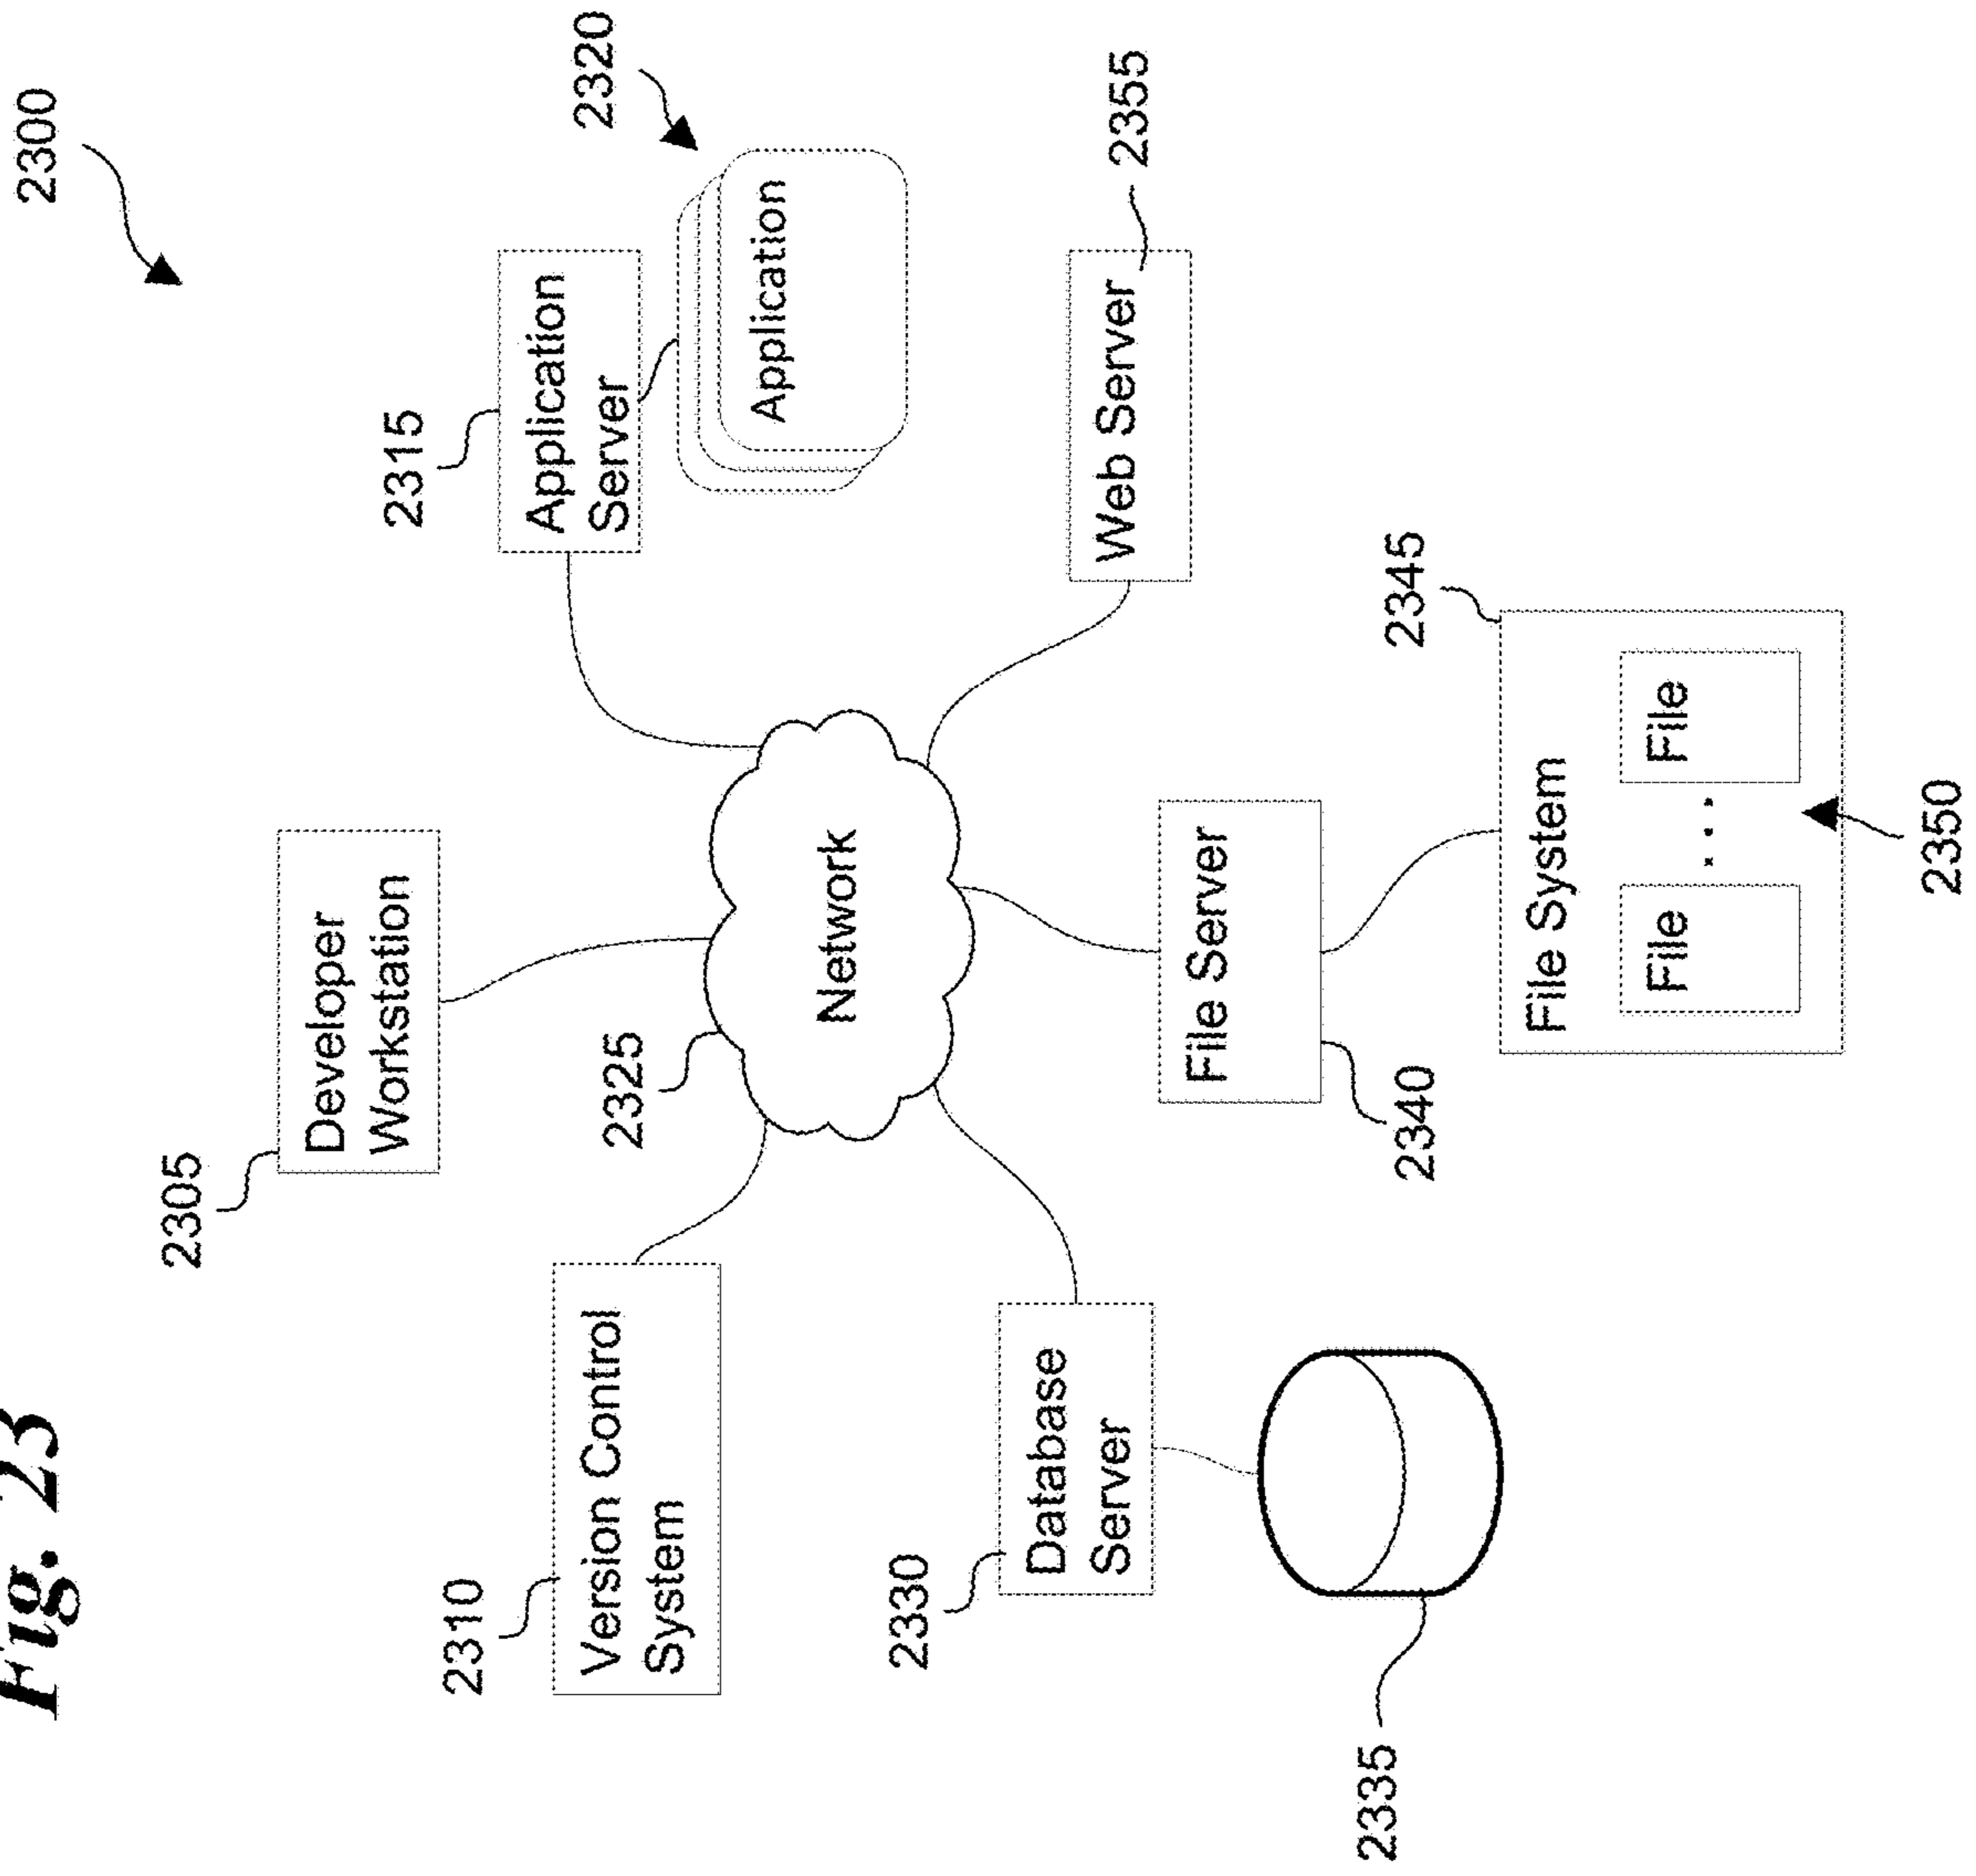 Fig. 23
2300
2305
Developer
Workstation
2310
Version Control
System
2315
Application
Server
2320
Application
2325
Network
2330
Database
Server
2335
2340
File Server
2355
Web Server
2345
File System
File
...
File
2350